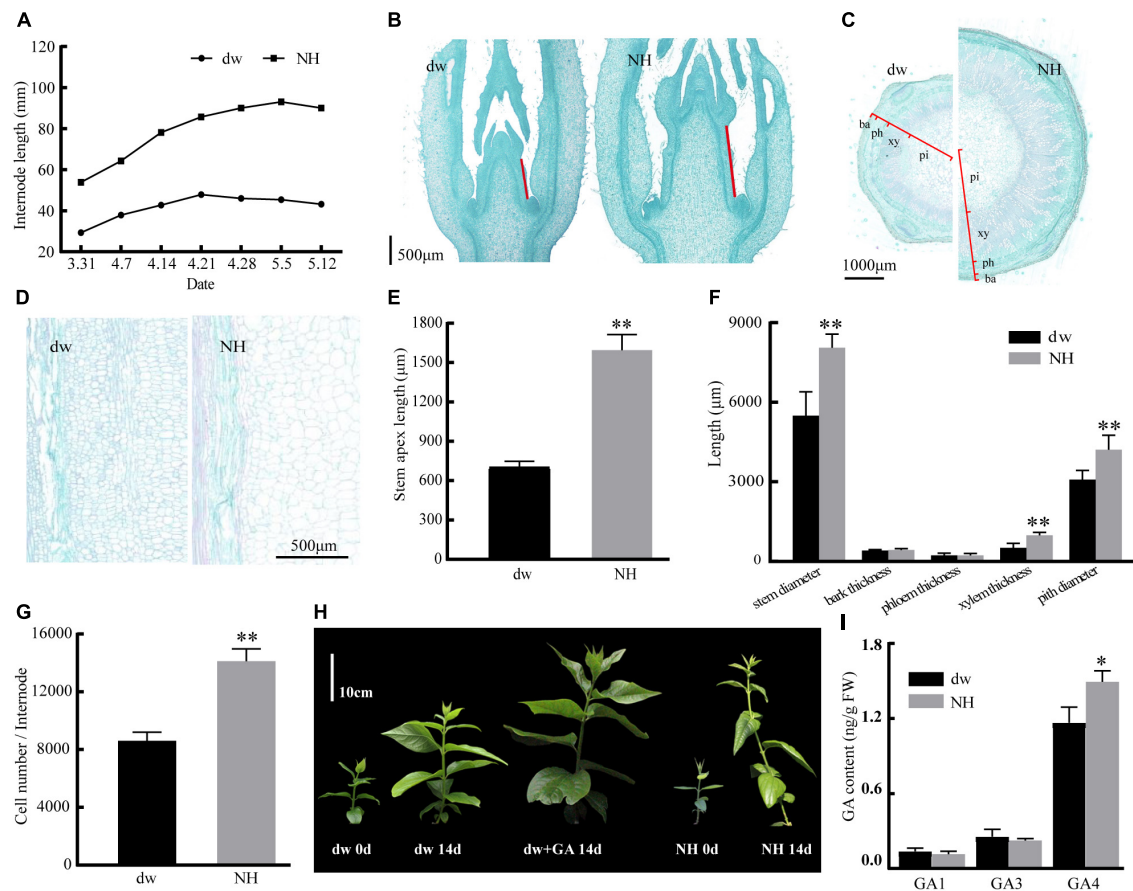 A
Internode length (mm)
120
100
80
60
40
20
dw
NH
3.31
4.7
4.14
4.21
4.28
5.5
5.12
Date
B
dw
NH
500μm
C
dw
NH
ba
ph
xy
pi
pi
xy
ph
ba
1000μm
D
dw
NH
500μm
E
Stem apex length (μm)
1800
1500
1200
900
600
300
0
**
dw
NH
F
Length (μm)
9000
6000
3000
0
**
**
**
dw
NH
stem diameter
bark thickness
phloem thickness
xylem thickness
pith diameter
G
Cell number / Internode
16000
12000
8000
4000
0
**
dw
NH
H
10cm
dw 0d
dw 14d
dw+GA 14d
NH 0d
NH 14d
I
GA content (ng/g FW)
1.8
1.2
0.6
0.0
dw
NH
*
GA1
GA3
GA4